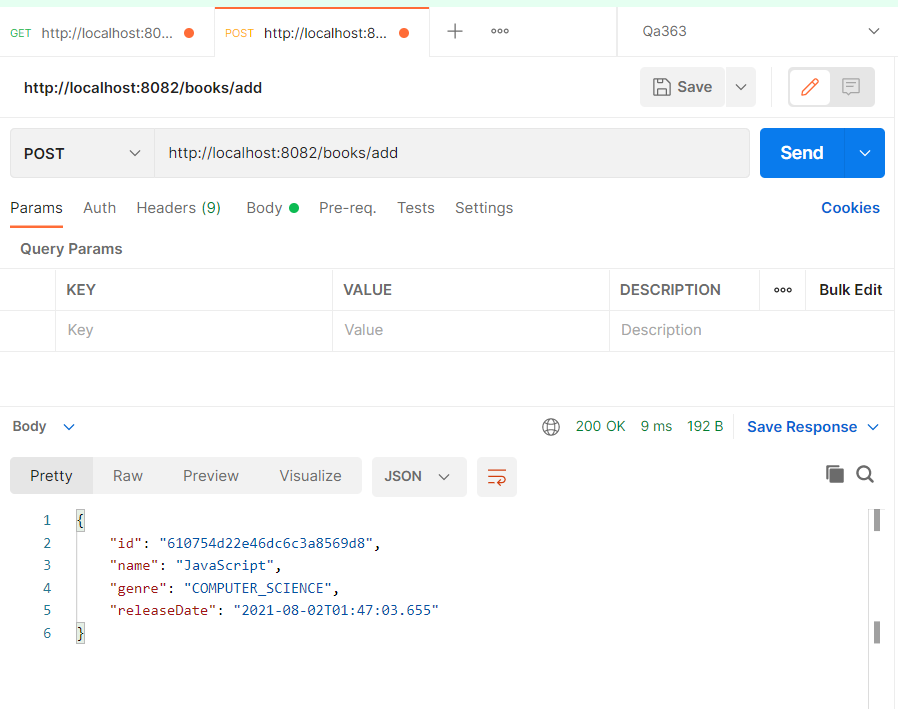 GET http://localhost:80... POST http://localhost:8... Qa363
http://localhost:8082/books/add Save
POST http://localhost:8082/books/add Send
Params Auth Headers (9) Body Pre-req. Tests Settings Cookies
Query Params
KEY VALUE DESCRIPTION Bulk Edit
Key Value Description
Body 200 OK 9 ms 192 B Save Response
Pretty Raw Preview Visualize JSON
1 {
2 "id": "610754d22e46dc6c3a8569d8",
3 "name": "JavaScript",
4 "genre": "COMPUTER_SCIENCE",
5 "releaseDate": "2021-08-02T01:47:03.655"
6 }